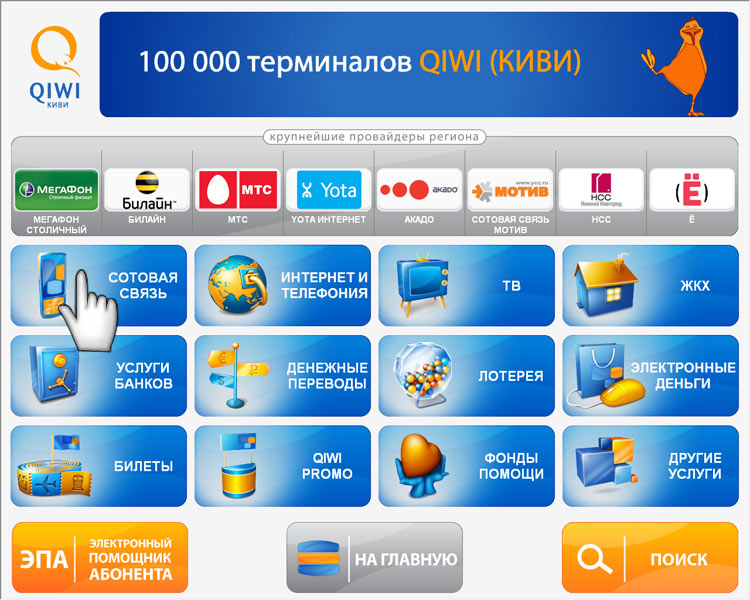 QIWI
КИВИ
100 000 терминалов QIWI (КИВИ)
крупнейшие провайдеры региона
МегаФон
Столичный филиал
Билайн
МТС
Yota
АКАДО
www.ycc.ru
МОТИВ
НСС
Нижний Новгород
(Ё)
МЕГАФОН
СТОЛИЧНЫЙ
БИЛАЙН
МТС
YOTA ИНТЕРНЕТ
АКАДО
СОТОВАЯ СВЯЗЬ
МОТИВ
НСС
Ё
СОТОВАЯ
СВЯЗЬ
ИНТЕРНЕТ И
ТЕЛЕФОНИЯ
ТВ
ЖКХ
УСЛУГИ
БАНКОВ
ДЕНЕЖНЫЕ
ПЕРЕВОДЫ
ЛОТЕРЕЯ
ЭЛЕКТРОННЫЕ
ДЕНЬГИ
БИЛЕТЫ
QIWI
PROMO
ФОНДЫ
ПОМОЩИ
ДРУГИЕ
УСЛУГИ
ЭПА
ЭЛЕКТРОННЫЙ
ПОМОЩНИК
АБОНЕНТА
НА ГЛАВНУЮ
ПОИСК